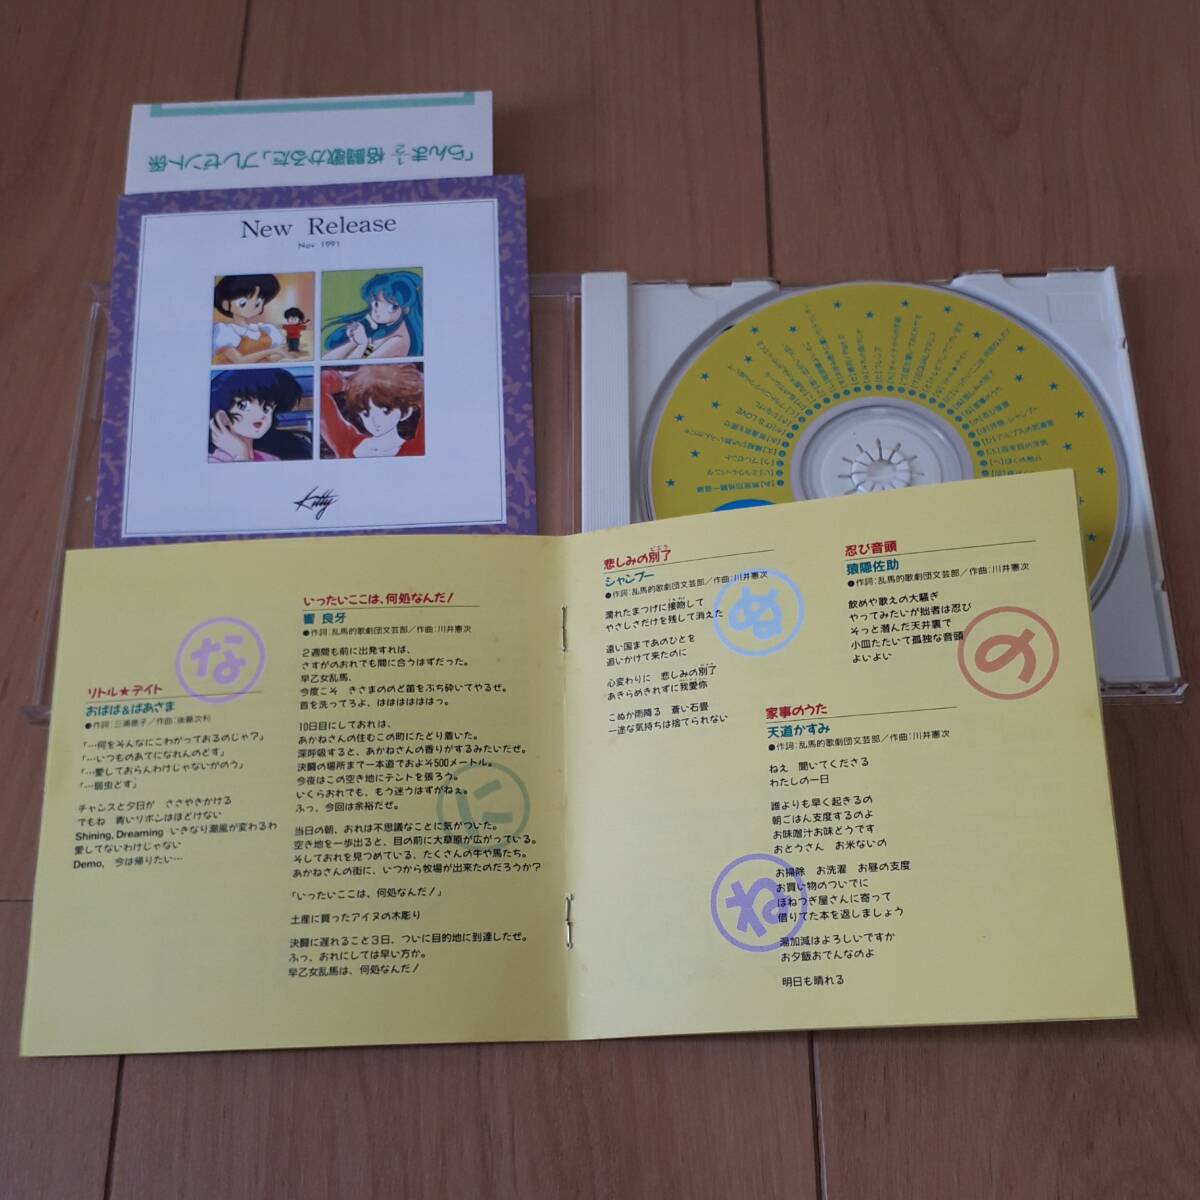 「らんま½格闘歌かるた」プレゼント係
New Release
Nov 1991
Kitty
な
リトル★デイト
おはば&ばあさま
●作詞：三浦徳子／作曲：後藤次利
「…何をそんなにこわがっておるのじゃ？」
「…いつものあてになれんのどす」
「…愛しておらんわけじゃないがのう」
「…弱虫どす」
チャンスと夕日が　ささやきかける
でもね　青いリボンはほどけない
Shining, Dreaming　いきなり潮風が変わるわ
愛してないわけじゃない
Demo,　今は帰りたい…
いったいここは、何処なんだ！
響 良牙
●作詞：乱馬的歌劇団文芸部／作曲：川井憲次
2週間も前に出発すれば、
さすがのおれでも間に合うはずだった。
早乙女乱馬、
今度こそ　きさまののど笛をぶち砕いてやるぜ。
首を洗ってろよ、はははははっ。
10日目にしておれは、
あかねさんの住むこの町にたどり着いた。
深呼吸すると、あかねさんの香りがするみたいだぜ。
決闘の場所まで一本道でおよそ500メートル。
今夜はこの空き地にテントを張ろう。
いくらおれでも、もう迷うはずがねぇ。
ふっ、今回は余裕だぜ。
に
当日の朝、おれは不思議なことに気がついた。
空き地を一歩出ると、目の前に大草原が広がっている。
そしておれを見つめている、たくさんの牛や馬たち。
あかねさんの街に、いつから牧場が出来たのだろうか？
「いったいここは、何処なんだ！」
土産に買ったアイヌの木彫り
決闘に遅れること3日、ついに目的地に到達したぜ。
ふっ、おれにしては早い方か。
早乙女乱馬は、何処なんだ！
悲しみの別了
シャンプー
●作詞：乱馬的歌劇団文芸部／作曲：川井憲次
ぬ
濡れたまつげに接吻して
やさしさだけを残して消えた
遠い国まであのひとを
追いかけて来たのに
心変わりに　悲しみの別了
あきらめきれずに我愛你
こぬか雨降る　蒼い石畳
一途な気持ちは捨てられない
忍び音頭
猿隠佐助
●作詞：乱馬的歌劇団文芸部／作曲：川井憲次
の
飲めや歌えの大騒ぎ
やってみたいが拙者は忍び
そっと潜んだ天井裏で
小皿たたいて孤独な音頭
よいよい
家事のうた
天道かすみ
●作詞：乱馬的歌劇団文芸部／作曲：川井憲次
ねえ　聞いてくださる
わたしの一日
誰よりも早く起きるの
朝ごはん支度するのよ
お味噌汁お味どうです
おとうさん　お米ないの
ね
お掃除　お洗濯　お昼の支度
お買い物のついでに
ほねつぎ屋さんに寄って
借りてた本を返しましょう
湯加減はよろしいですか
お夕飯おでんなのよ
明日も晴れる